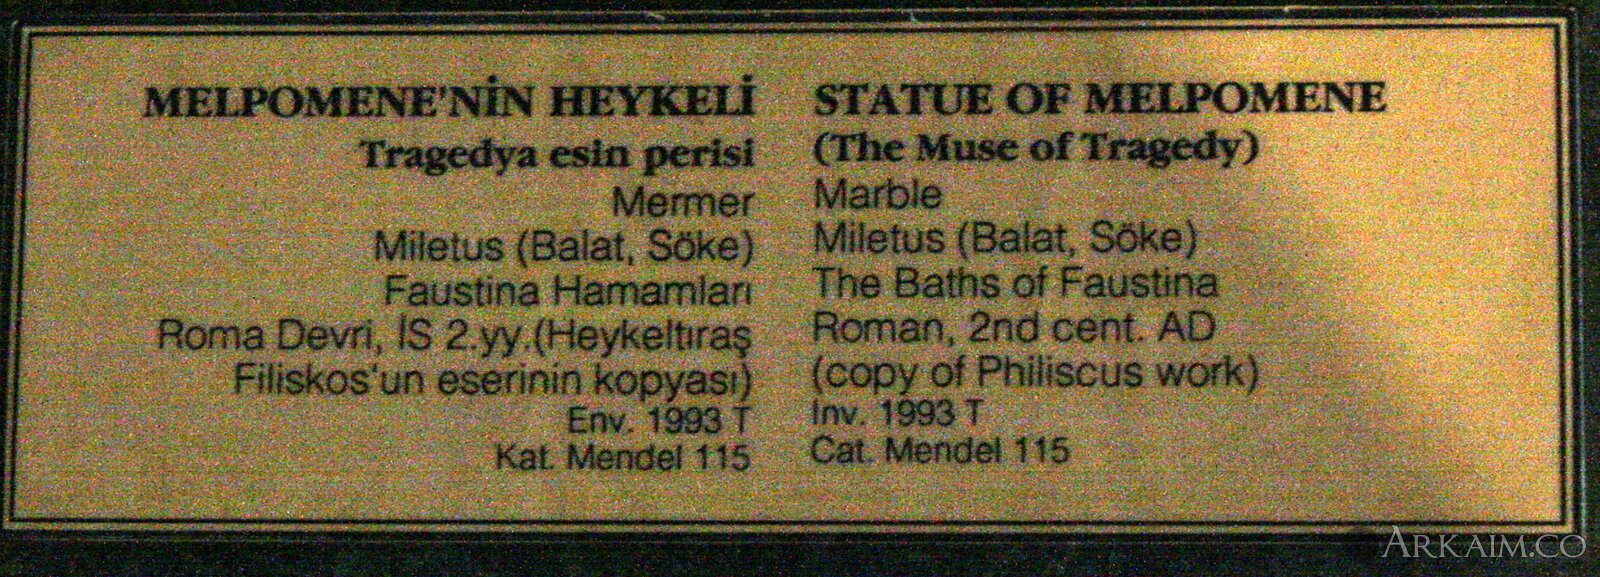 MELPOMENE'NİN HEYKELİ
Tragedya esin perisi
Mermer
Miletus (Balat, Söke)
Faustina Hamamları
Roma Devri, İS 2.yy.(Heykeltıraş
Filiskos'un eserinin kopyası)
Env. 1993 T
Kat. Mendel 115
STATUE OF MELPOMENE
(The Muse of Tragedy)
Marble
Miletus (Balat, Söke)
The Baths of Faustina
Roman, 2nd cent. AD
(copy of Philiscus work)
Inv. 1993 T
Cat. Mendel 115
ARKAIM.CO